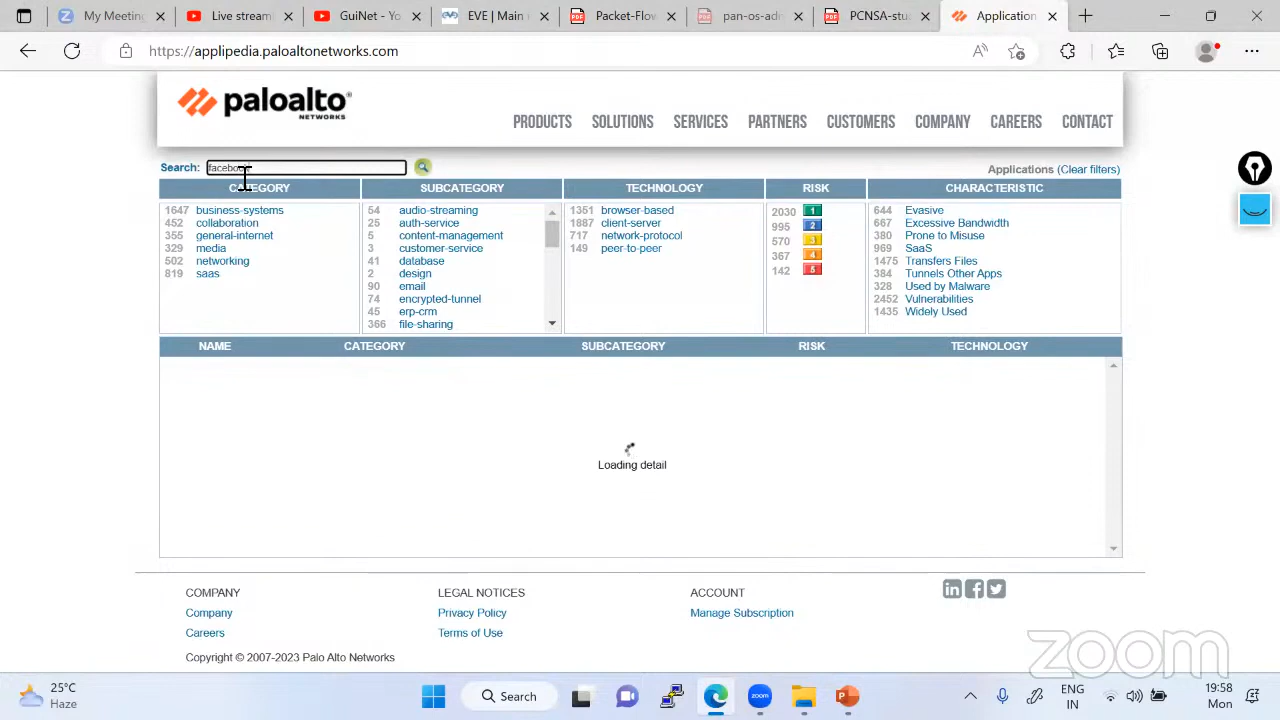 (1) YouTube
(1) YouTube
EVE | Main
Packet-Flow
pan-os-ad
PCNSA-stu
Applications
https://applipedia.paloaltonetworks.com
paloalto®
NETWORKS
PRODUCTS SOLUTIONS SERVICES PARTNERS CUSTOMERS COMPANY CAREERS CONTACT
Search: facebook
Applications (Clear filters)
CATEGORY SUBCATEGORY TECHNOLOGY RISK CHARACTERISTIC
1647 business-systems
452 collaboration
355 general-internet
329 media
502 networking
819 saas
54 audio-streaming
25 auth-service
5 content-management
3 customer-service
41 database
2 design
90 email
74 encrypted-tunnel
45 erp-crm
366 file-sharing
1351 browser-based
1887 client-server
717 network-protocol
149 peer-to-peer
2030 1
995 2
570 3
367 4
142 5
644 Evasive
667 Excessive Bandwidth
380 Prone to Misuse
969 SaaS
1475 Transfers Files
384 Tunnels Other Apps
328 Used by Malware
2452 Vulnerabilities
1435 Widely Used
NAME CATEGORY SUBCATEGORY RISK TECHNOLOGY
Loading detail
COMPANY
Company
Careers
LEGAL NOTICES
Privacy Policy
Terms of Use
ACCOUNT
Manage Subscription
Copyright © 2007-2023 Palo Alto Networks
zoom
25°C
Haze
Search
ENG
IN
19:58
Mon